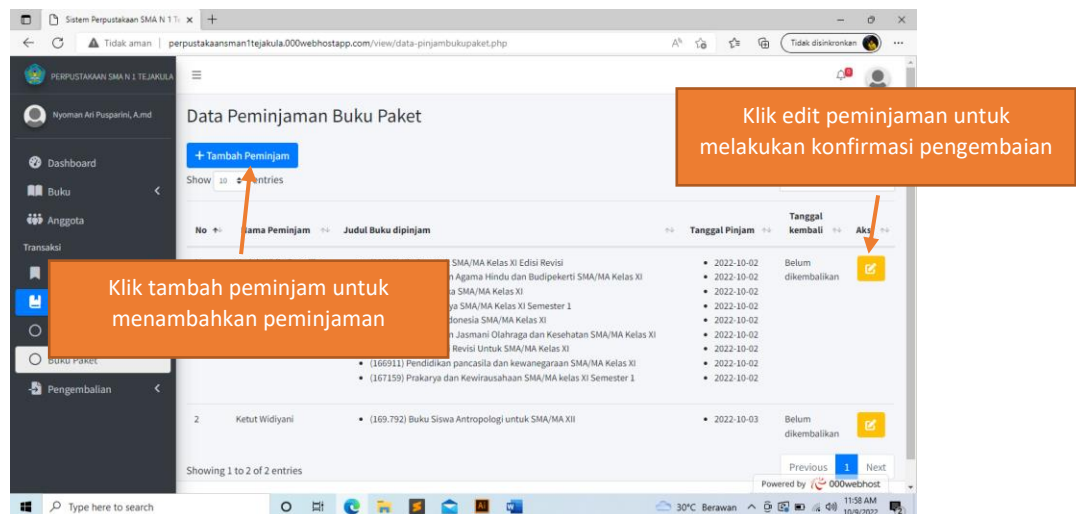 Sistem Perpustakaan SMA N 1 Te
Tidak aman | perpustakaansman1tejakula.000webhostapp.com/view/data-pinjambukupaket.php
Tidak disinkronkan
PERPUSTAKAAN SMA N 1 TEJAKULA
Nyoman Ari Pusparini, A.md
Dashboard
Buku
Anggota
Transaksi
Buku Paket
Pengembalian
Data Peminjaman Buku Paket
+ Tambah Peminjam
Show 10 entries
Klik edit peminjaman untuk
melakukan konfirmasi pengembaian
Klik tambah peminjam untuk
menambahkan peminjaman
No Nama Peminjam Judul Buku dipinjam Tanggal Pinjam Tanggal kembali Aksi
SMA/MA Kelas XI Edisi Revisi • 2022-10-02 Belum
Agama Hindu dan Budipekerti SMA/MA Kelas XI • 2022-10-02 dikembalikan
SMA/MA Kelas XI • 2022-10-02
SMA/MA Kelas XI Semester 1 • 2022-10-02
SMA/MA Kelas XI • 2022-10-02
Jasmani Olahraga dan Kesehatan SMA/MA Kelas XI • 2022-10-02
Revisi Untuk SMA/MA Kelas XI • 2022-10-02
• (166911) Pendidikan pancasila dan kewanegaraan SMA/MA Kelas XI • 2022-10-02
• (167159) Prakarya dan Kewirausahaan SMA/MA kelas XI Semester 1 • 2022-10-02
2 Ketut Widiyani • (169.792) Buku Siswa Antropologi untuk SMA/MA XII • 2022-10-03 Belum
dikembalikan
Showing 1 to 2 of 2 entries
Previous 1 Next
Powered by 000webhost
Type here to search
30°C Berawan
11:58 AM
10/9/2022